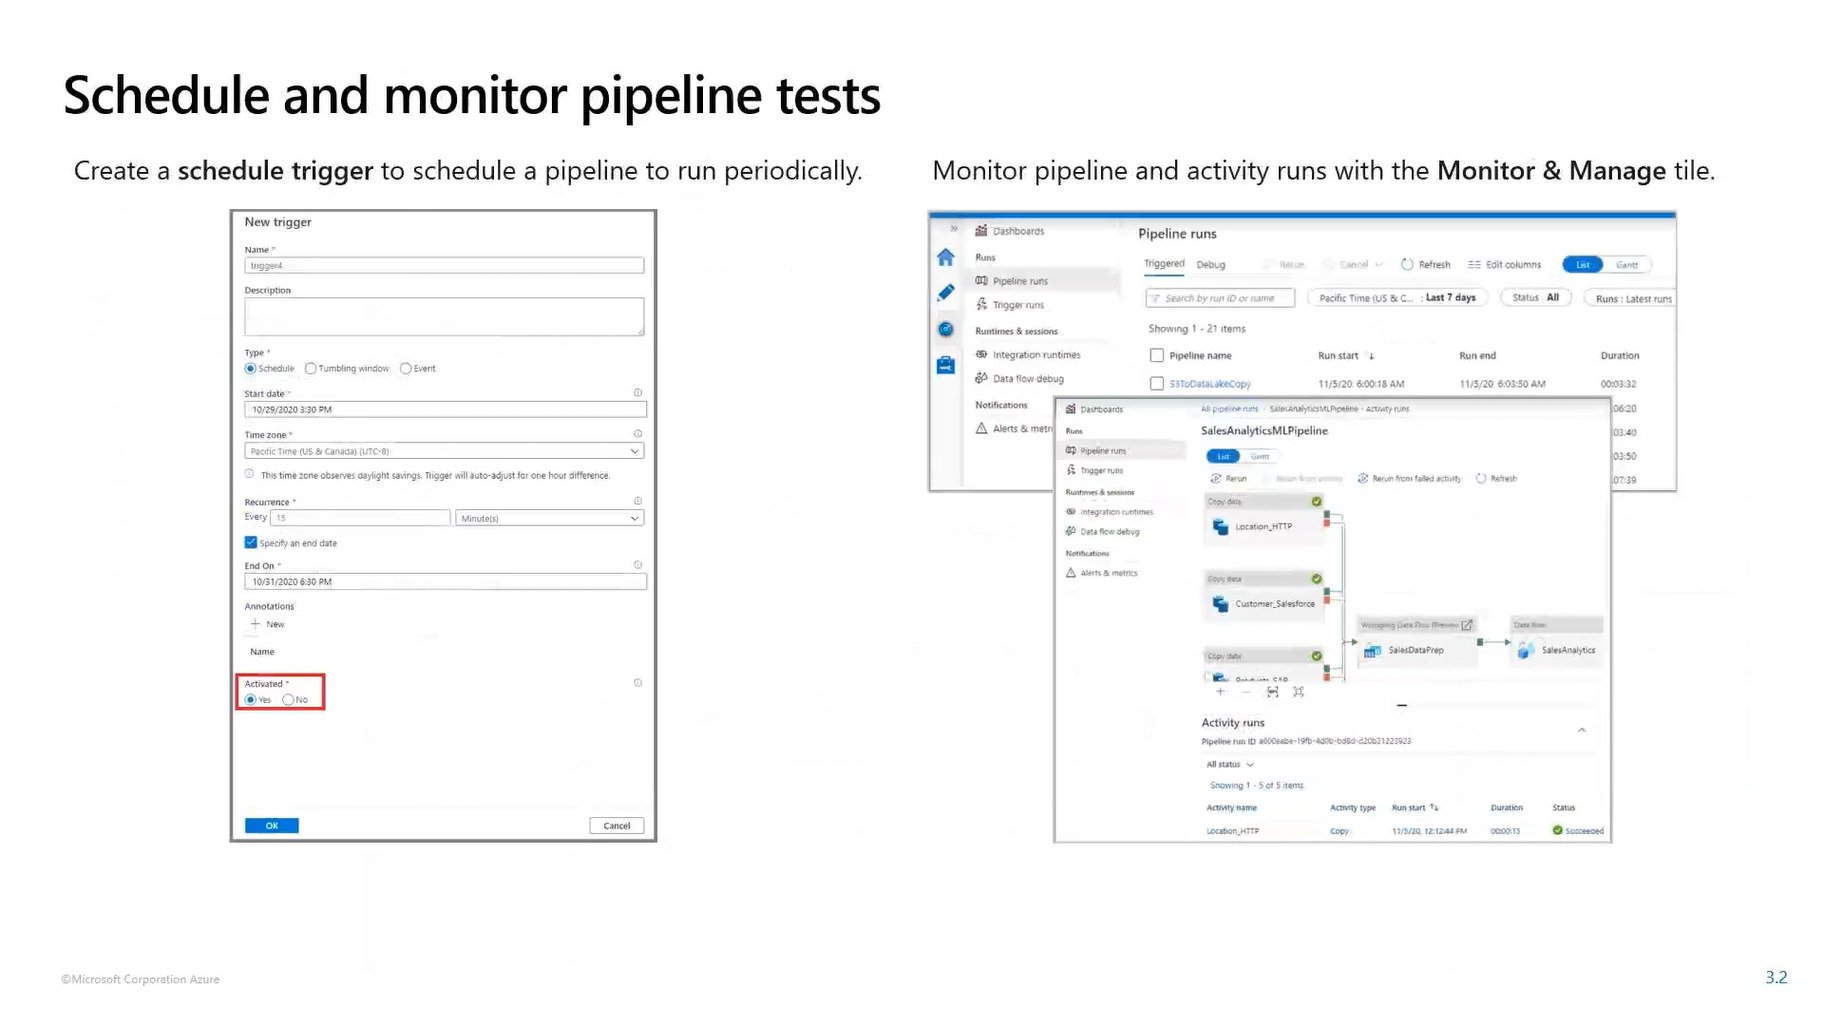 Schedule and monitor pipeline tests
Create a schedule trigger to schedule a pipeline to run periodically.
New trigger
Name *
trigger4
Description
Type *
Schedule Tumbling window Event
Start date *
10/29/2020 3:30 PM
Time zone *
Pacific Time (US & Canada) (UTC-8)
This time zone observes daylight savings. Trigger will auto-adjust for one hour difference.
Recurrence *
Every 15 Minute(s)
Specify an end date
End On *
10/31/2020 6:30 PM
Annotations
+ New
Name
Activated *
Yes No
OK Cancel
Monitor pipeline and activity runs with the Monitor & Manage tile.
»
Dashboards
Runs
Pipeline runs
Trigger runs
Runtimes & sessions
Integration runtimes
Data flow debug
Notifications
Alerts & metri
Pipeline runs
Triggered Debug Rerun Cancel Refresh Edit columns List Gantt
Search by run ID or name Pacific Time (US & C... : Last 7 days Status All Runs : Latest runs
Showing 1 - 21 items
Pipeline name Run start Run end Duration
S3ToDataLakeCopy 11/5/20 6:00:18 AM 11/5/20 6:03:50 AM 00:03:32
:06:20
:03:40
:03:50
:07:39
Dashboards
Runs
Pipeline runs
Trigger runs
Runtimes & sessions
Integration runtimes
Data flow debug
Notifications
Alerts & metrics
All pipeline runs SalesAnalyticsMLPipeline - Activity runs
SalesAnalyticsMLPipeline
List Gantt
Rerun Rerun from activity Rerun from failed activity Refresh
Copy data
Location_HTTP
Copy data
Customer_Salesforce
Copy data
Products_SAP
Wrangling Data Flow (Preview)
SalesDataPrep
Data flow
SalesAnalytics
Activity runs
Pipeline run ID
All status
Showing 1 - 5 of 5 items
Activity name Activity type Run start Duration Status
Location_HTTP Copy 11/5/20, 12:12:44 PM 00:00:13 Succeeded
©Microsoft Corporation Azure
3.2